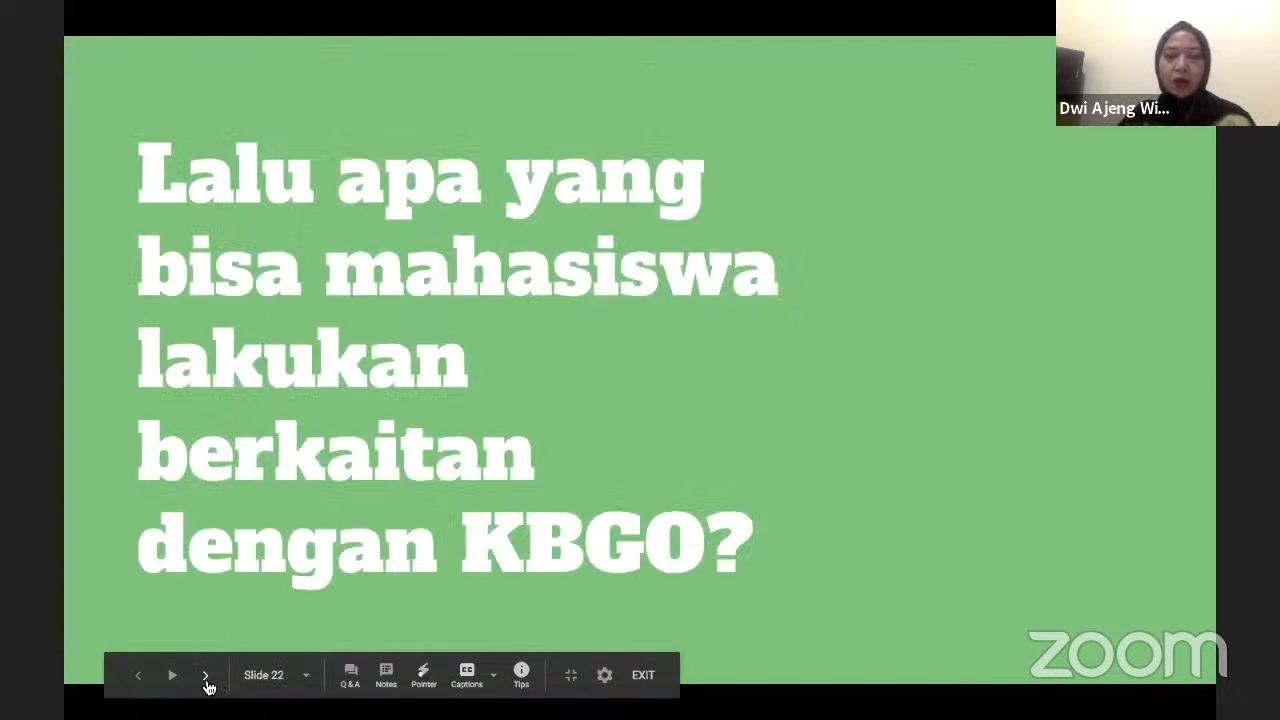 Dwi Ajeng Wi...
Lalu apa yang
bisa mahasiswa
lakukan
berkaitan
dengan KBGO?
zoom
Slide 22
Q & A
Notes
Pointer
CC
Captions
Tips
EXIT